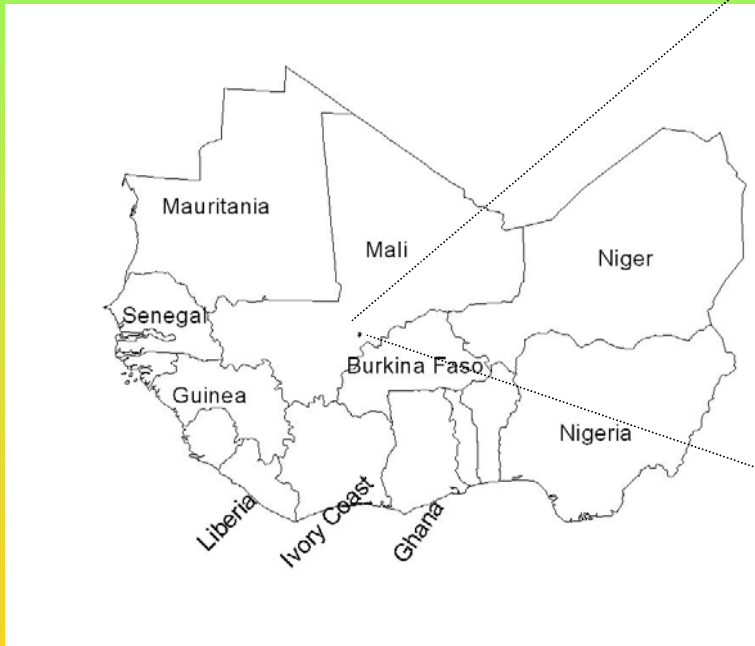 Mauritania
Mali
Niger
Senegal
Burkina Faso
Guinea
Nigeria
Liberia
Ivory Coast
Ghana